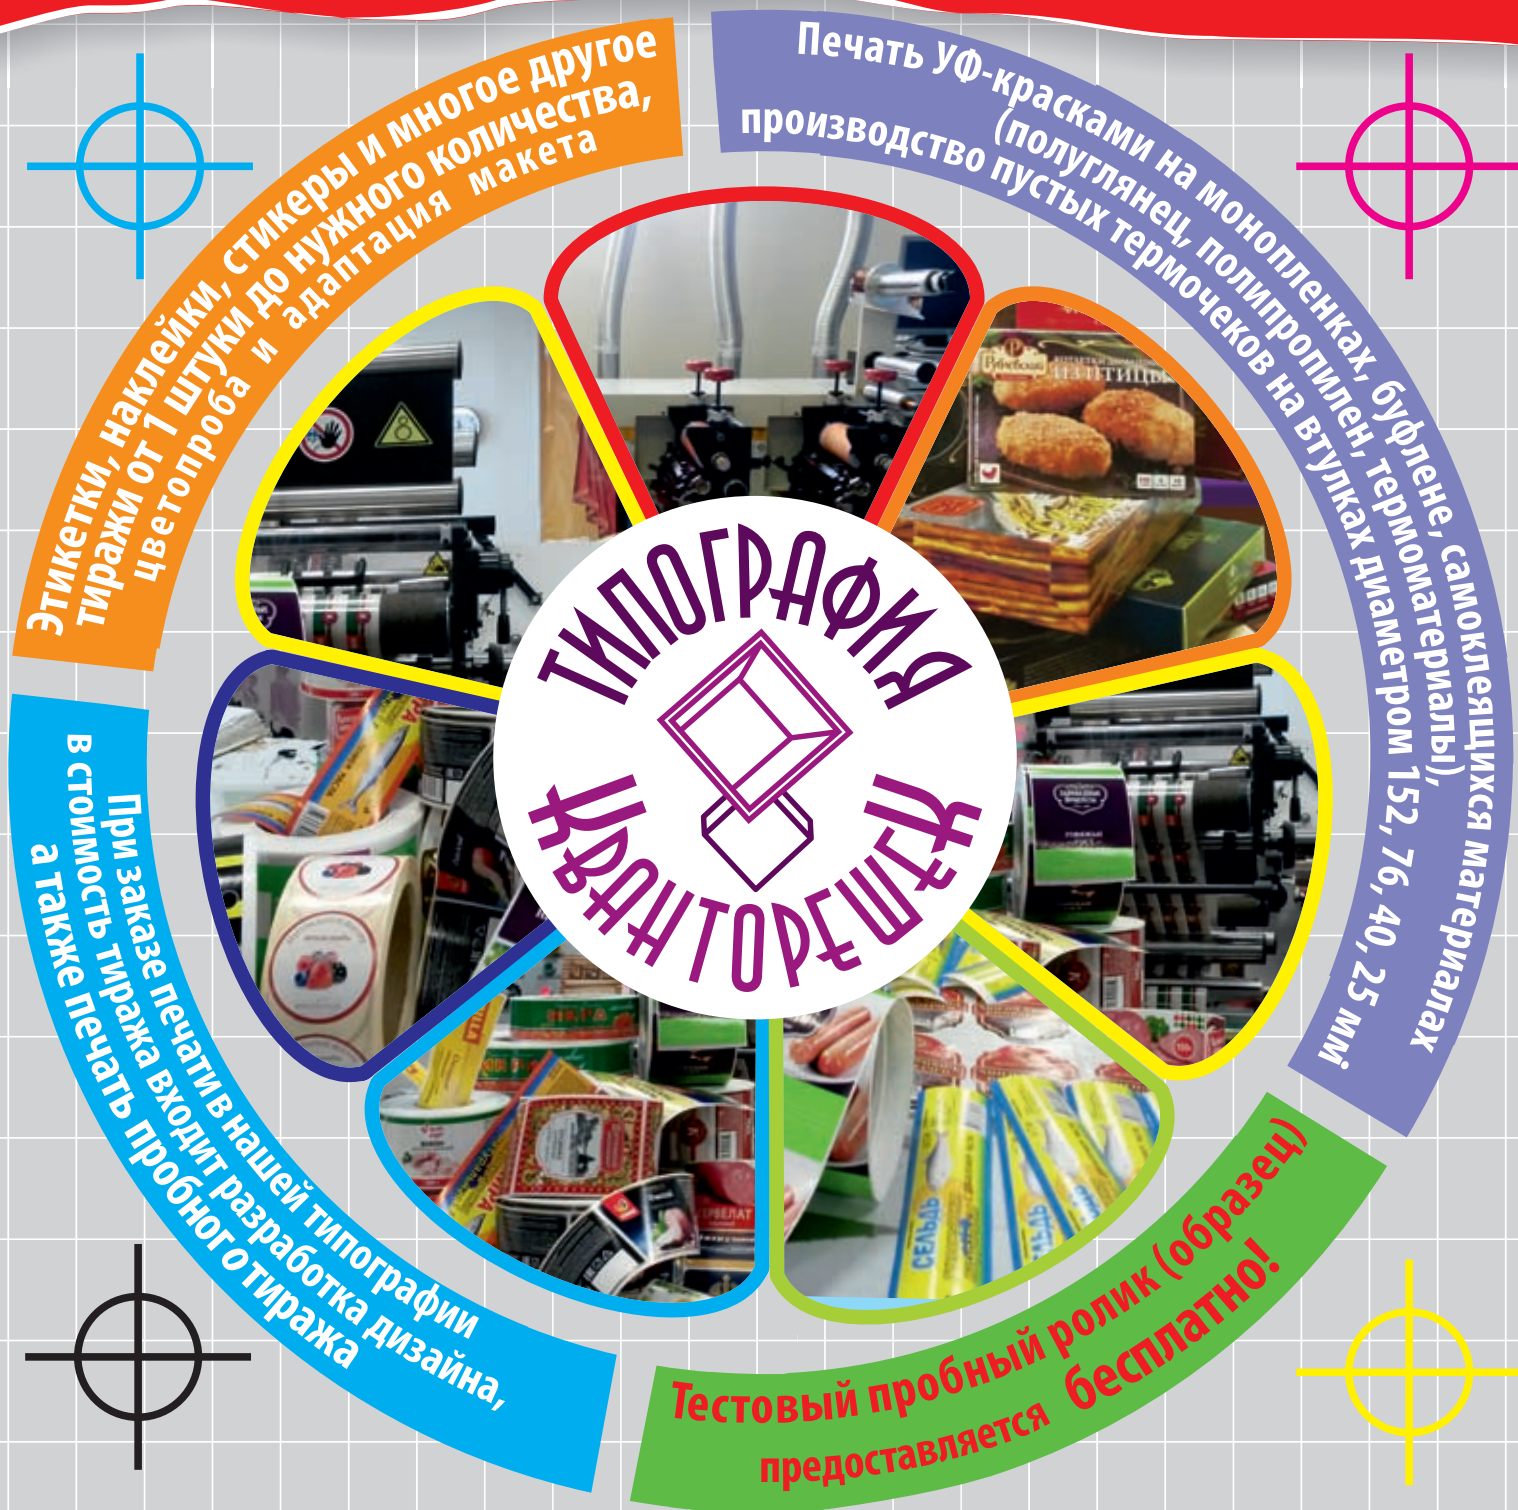 Этикетки, наклейки, стикеры и многое другое
тиражи от 1 штуки до нужного количества,
цветопроба и адаптация макета
Печать УФ-красками на монопленках, буфлене, самоклеящихся материалах
(полуглянец, полипропилен, термоматериалы),
производство пустых термочеков на втулках диаметром 152, 76, 40, 25 мм
ТИПОГРАФИЯ
КВАНТОРЕШЕК
При заказе печати в нашей типографии
в стоимость тиража входит разработка дизайна,
а также печать пробного тиража
Тестовый пробный ролик (образец)
предоставляется бесплатно!
ИЗ ПТИЦЫ
СЕЛЬДЬ